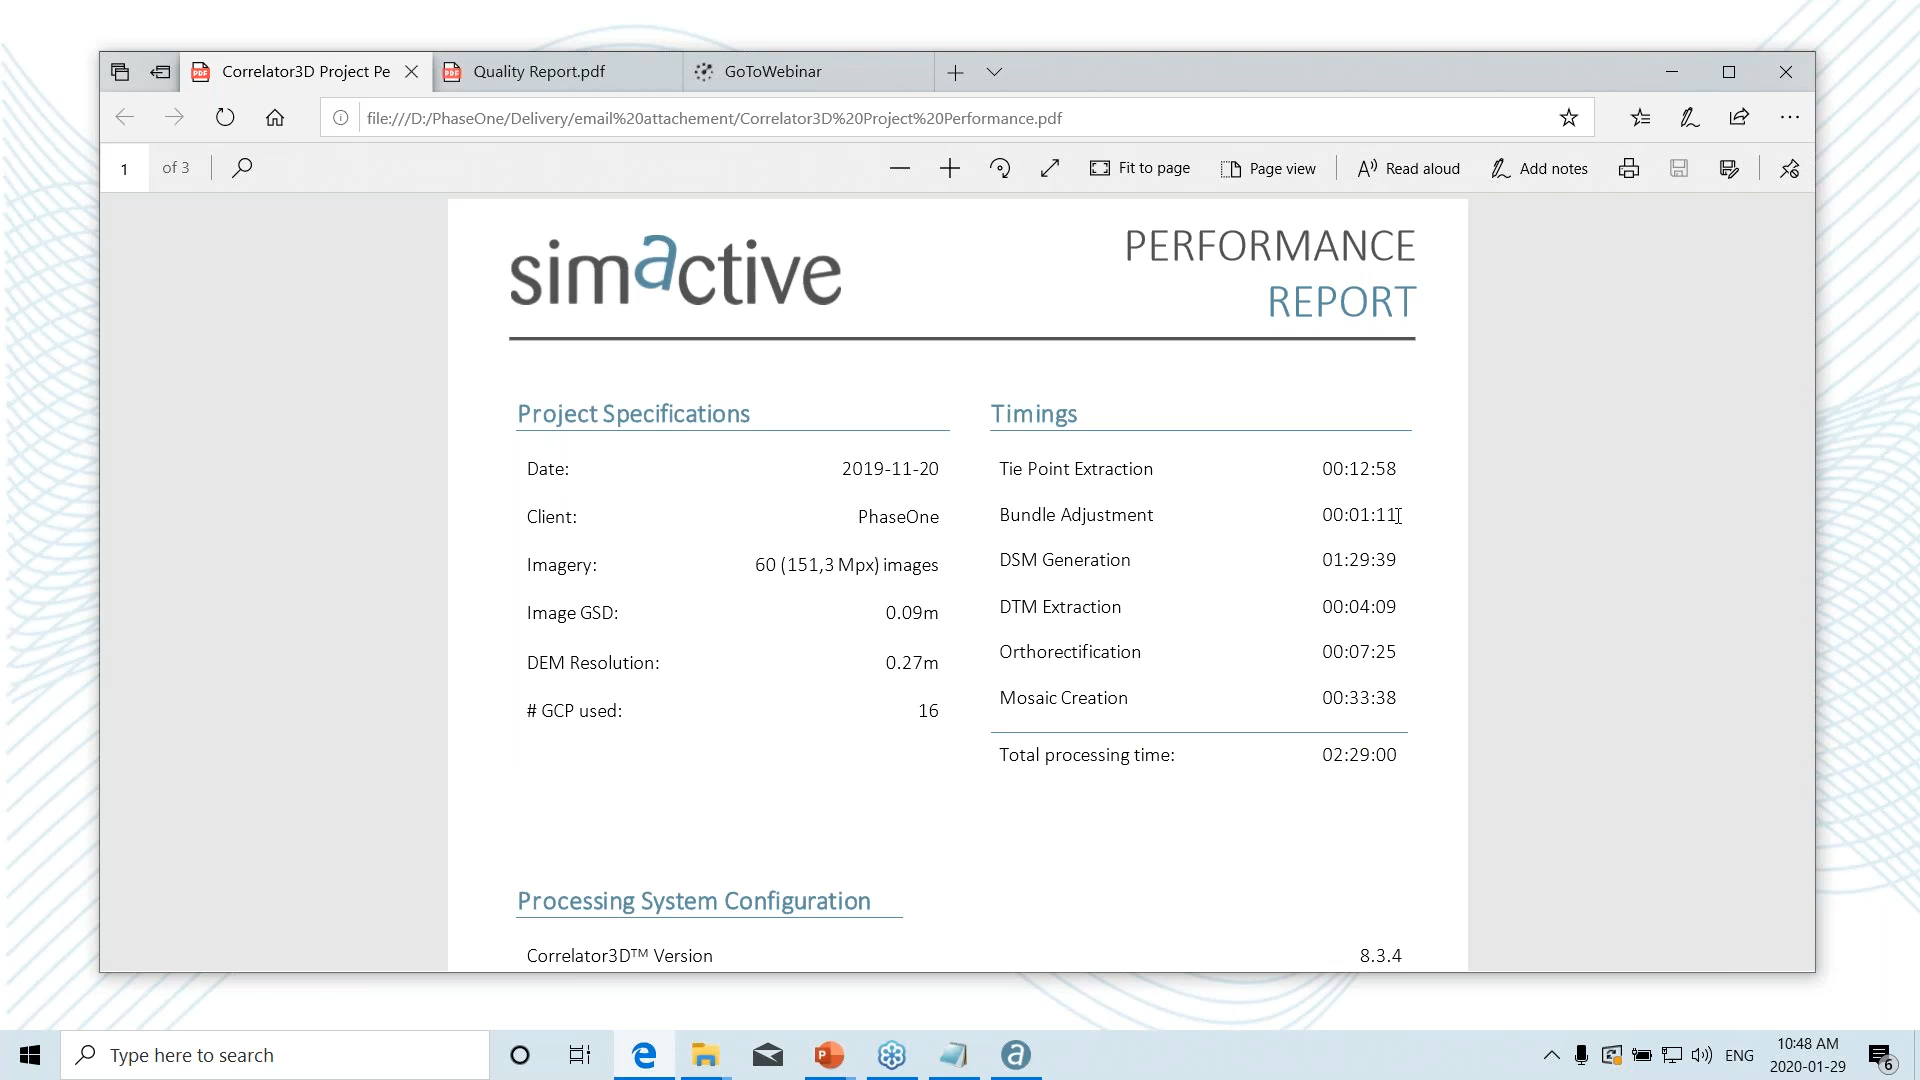 Correlator3D Project Pe
Quality Report.pdf
GoToWebinar
file:///D:/PhaseOne/Delivery/email%20attachement/Correlator3D%20Project%20Performance.pdf
1 of 3
Fit to page
Page view
Read aloud
Add notes
simactive
PERFORMANCE
REPORT
Project Specifications
Date: 2019-11-20
Client: PhaseOne
Imagery: 60 (151,3 Mpx) images
Image GSD: 0.09m
DEM Resolution: 0.27m
# GCP used: 16
Timings
Tie Point Extraction 00:12:58
Bundle Adjustment 00:01:11
DSM Generation 01:29:39
DTM Extraction 00:04:09
Orthorectification 00:07:25
Mosaic Creation 00:33:38
Total processing time: 02:29:00
Processing System Configuration
Correlator3D™ Version 8.3.4
Type here to search
ENG
10:48 AM
2020-01-29
6